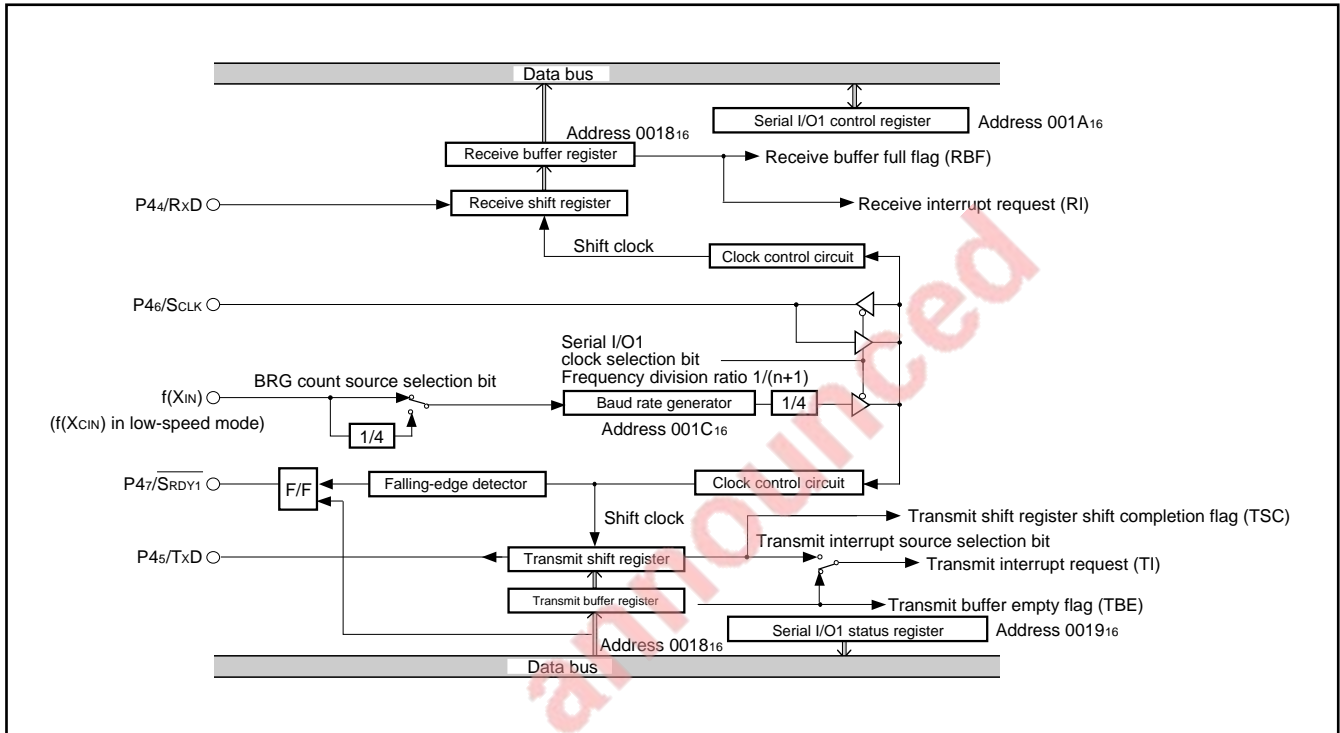 Data bus
Serial I/O1 control register
Address 001A16
Address 001816
Receive buffer register
Receive buffer full flag (RBF)
P44/RxD
Receive shift register
Receive interrupt request (RI)
Shift clock
Clock control circuit
P46/SCLK
Serial I/O1
clock selection bit
BRG count source selection bit
Frequency division ratio 1/(n+1)
f(XIN)
Baud rate generator
1/4
(f(XCIN) in low-speed mode)
1/4
Address 001C16
P47/SRDY1
F/F
Falling-edge detector
Clock control circuit
Shift clock
Transmit shift register shift completion flag (TSC)
Transmit interrupt source selection bit
P45/TxD
Transmit shift register
Transmit interrupt request (TI)
Transmit buffer register
Transmit buffer empty flag (TBE)
Serial I/O1 status register
Address 001916
Address 001816
Data bus
announced